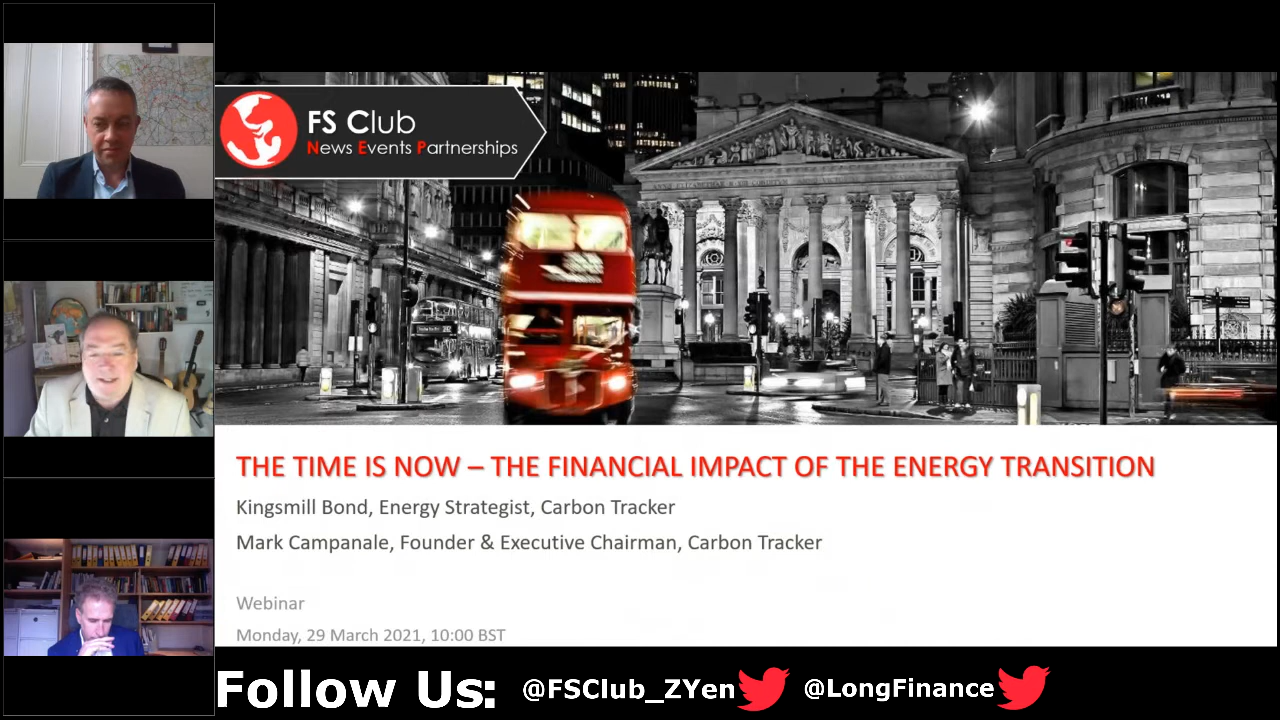 FS Club
News Events Partnerships
THE TIME IS NOW – THE FINANCIAL IMPACT OF THE ENERGY TRANSITION
Kingsmill Bond, Energy Strategist, Carbon Tracker
Mark Campanale, Founder & Executive Chairman, Carbon Tracker
Webinar
Monday, 29 March 2021, 10:00 BST
Follow Us: @FSClub_ZYen @LongFinance